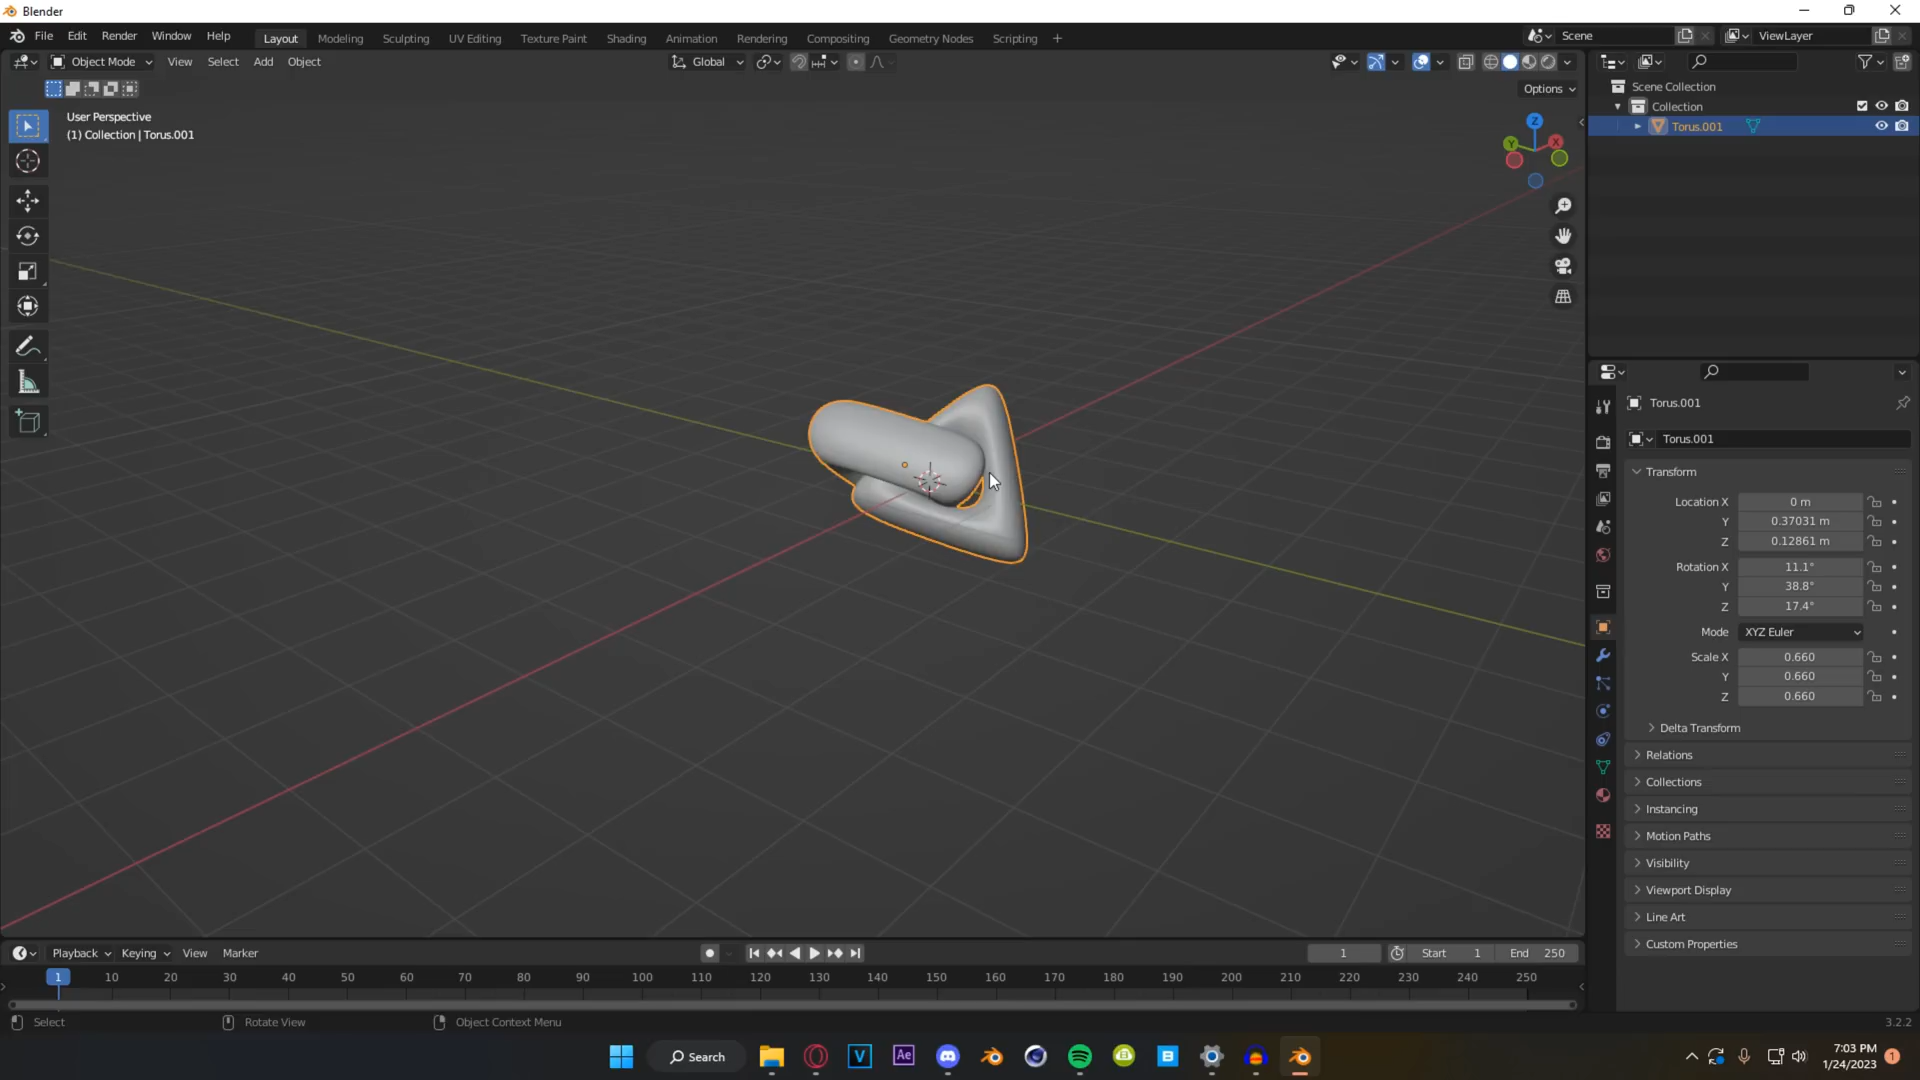 Blender
File Edit Render Window Help Layout Modeling Sculpting UV Editing Texture Paint Shading Animation Rendering Compositing Geometry Nodes Scripting + Scene ViewLayer
Object Mode View Select Add Object Global
Options
User Perspective
(1) Collection | Torus.001
Z
Y
X
Scene Collection
Collection
Torus.001
Torus.001
Torus.001
Transform
Location X 0 m
Y 0.37031 m
Z 0.12861 m
Rotation X 11.1°
Y 38.8°
Z 17.4°
Mode XYZ Euler
Scale X 0.660
Y 0.660
Z 0.660
Delta Transform
Relations
Collections
Instancing
Motion Paths
Visibility
Viewport Display
Line Art
Custom Properties
Playback Keying View Marker 1 Start 1 End 250
1 10 20 30 40 50 60 70 80 90 100 110 120 130 140 150 160 170 180 190 200 210 220 230 240 250
Select Rotate View Object Context Menu 3.2.2
Search V Ae B 7:03 PM
1/24/2023 1